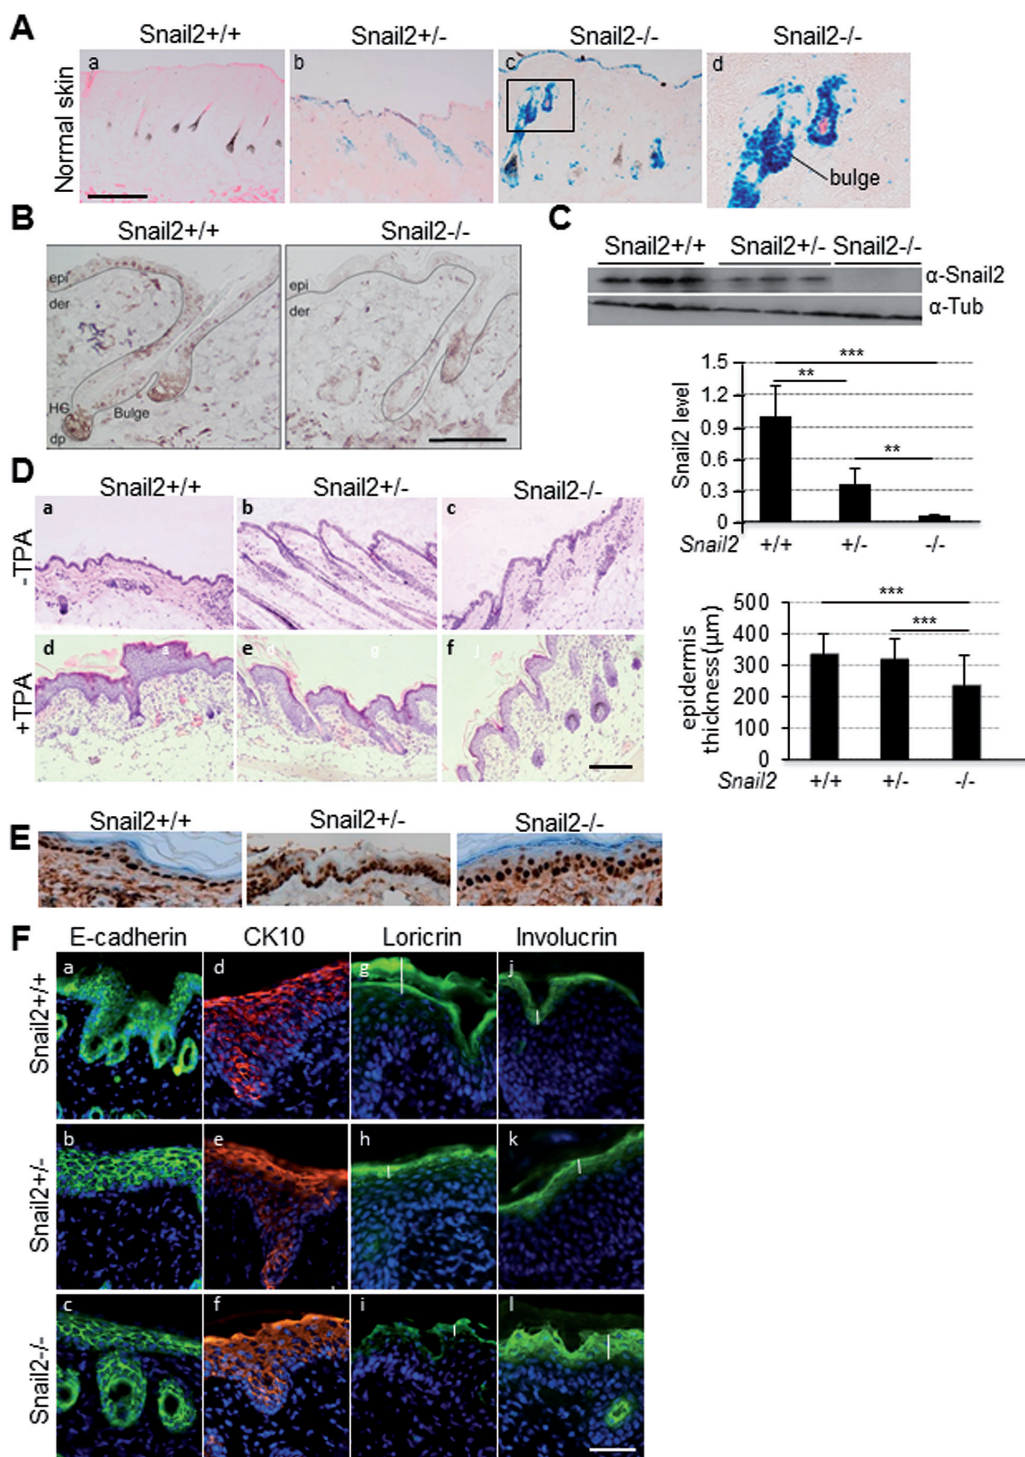 A
Snail2+/+
Snail2+/-
Snail2-/-
Snail2-/-
Normal skin
a
b
c
d
bulge
B
Snail2+/+
Snail2-/-
epi
der
HG
Bulge
dp
epi
der
C
Snail2+/+
Snail2+/-
Snail2-/-
α-Snail2
α-Tub
Snail2 level
1.5
1.2
0.9
0.6
0.3
0
***
**
**
Snail2
+/+
+/-
-/-
D
Snail2+/+
Snail2+/-
Snail2-/-
-TPA
a
b
c
+TPA
d
a
e
d
g
f
j
epidermis
thickness(µm)
500
400
300
200
100
0
***
***
Snail2
+/+
+/-
-/-
E
Snail2+/+
Snail2+/-
Snail2-/-
F
E-cadherin
CK10
Loricrin
Involucrin
Snail2+/+
a
d
g
j
Snail2+/-
b
e
h
k
Snail2-/-
c
f
i
l